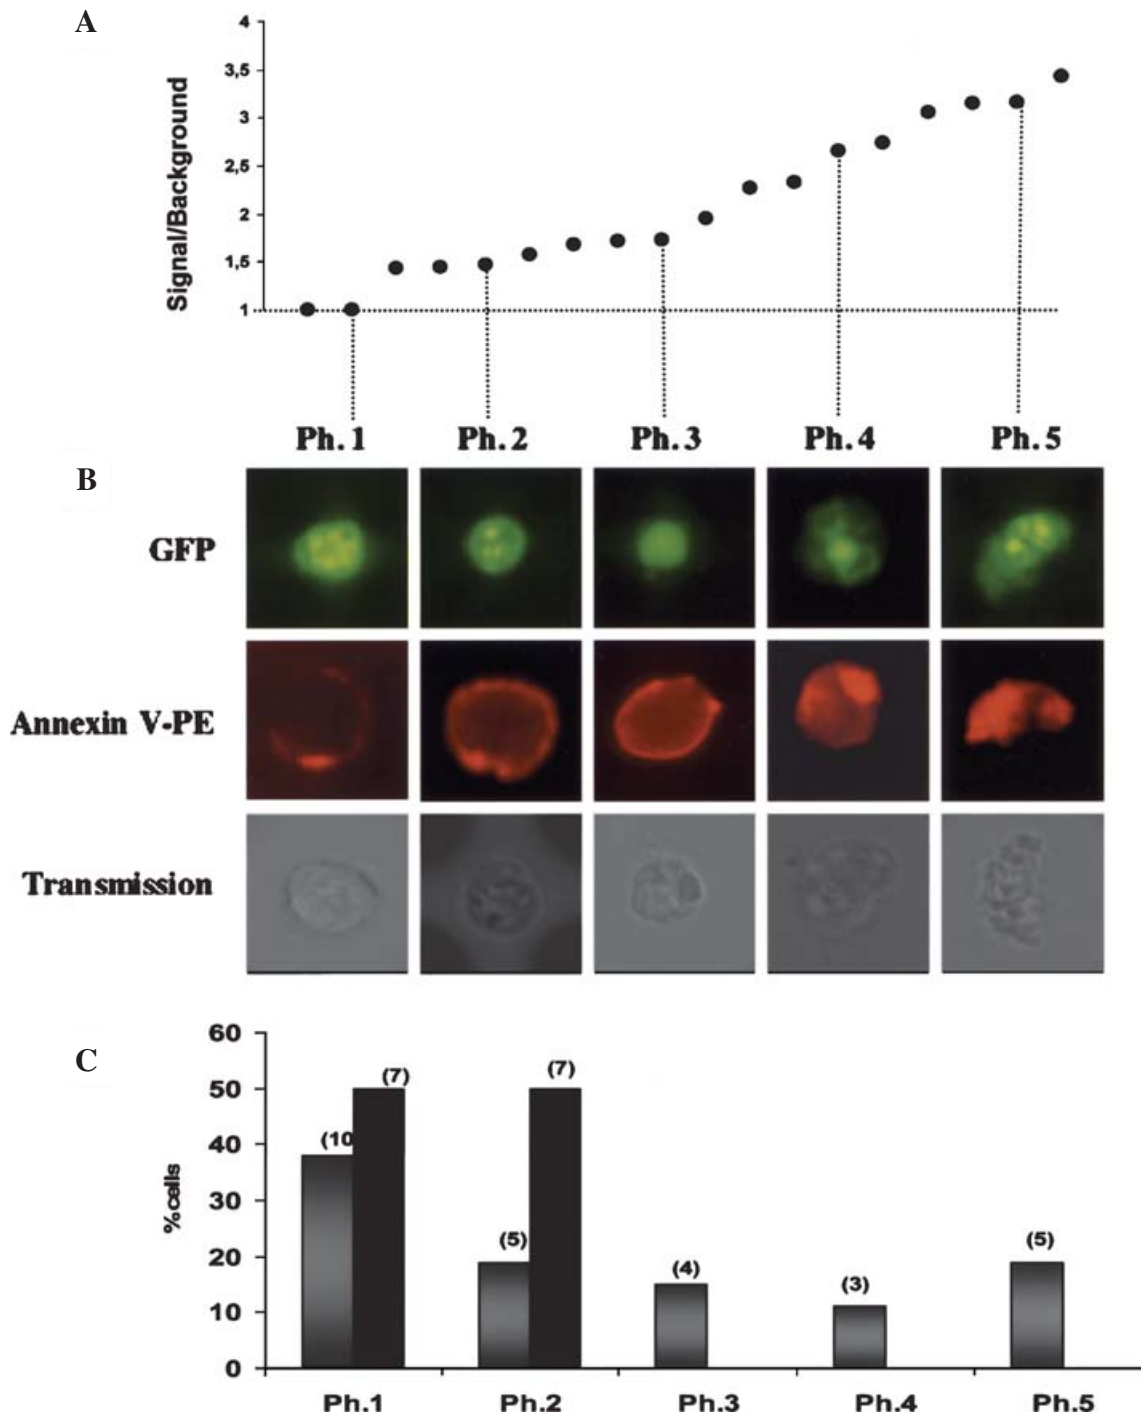 A
4
3,5
3
2,5
2
1,5
1
Signal/Background
Ph.1 Ph.2 Ph.3 Ph.4 Ph.5
B
GFP
Annexin V-PE
Transmission
C
60
50
40
30
20
10
0
%cells
(10
(7)
(5)
(7)
(4)
(3)
(5)
Ph.1 Ph.2 Ph.3 Ph.4 Ph.5